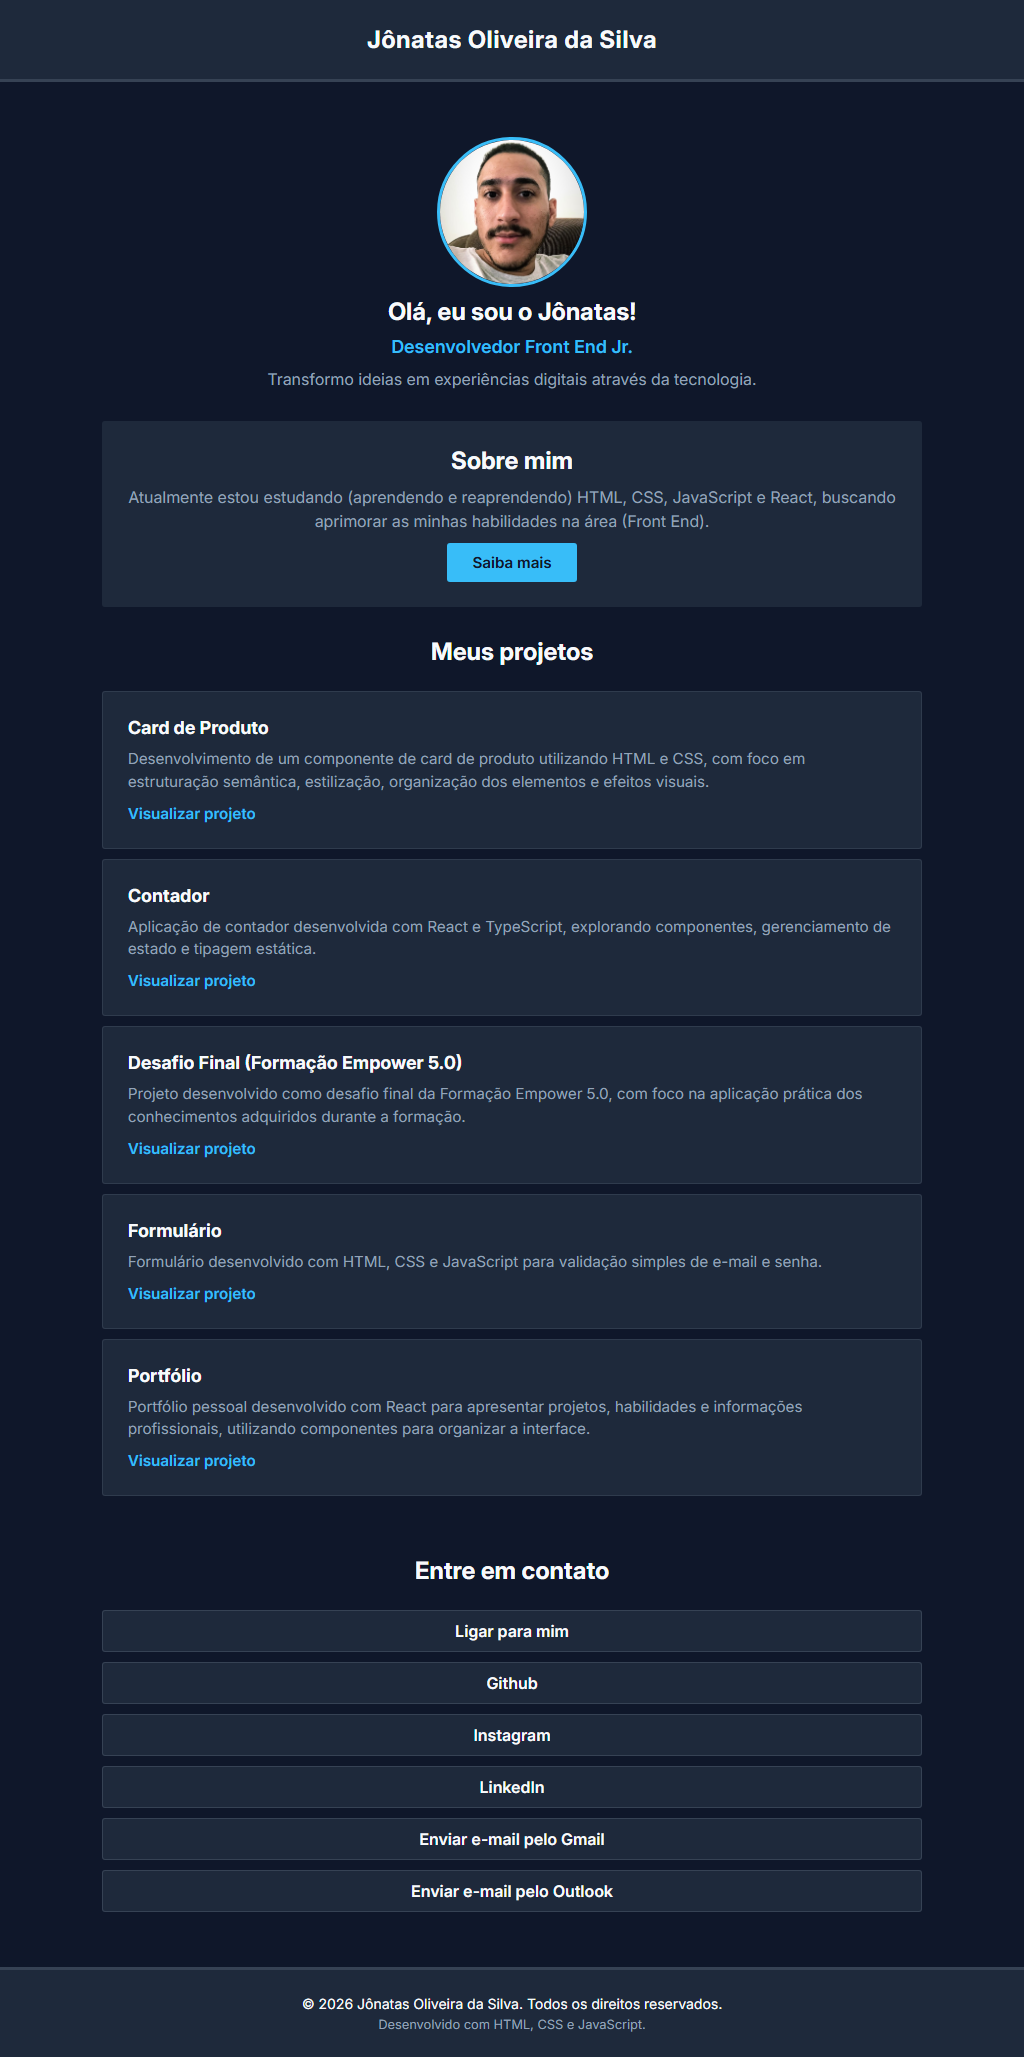 Jônatas Oliveira da Silva
Olá, eu sou o Jônatas!
Desenvolvedor Front End Jr.
Transformo ideias em experiências digitais através da tecnologia.
Sobre mim
Atualmente estou estudando (aprendendo e reaprendendo) HTML, CSS, JavaScript e React, buscando
aprimorar as minhas habilidades na área (Front End).
Saiba mais
Meus projetos
Card de Produto
Desenvolvimento de um componente de card de produto utilizando HTML e CSS, com foco em
estruturação semântica, estilização, organização dos elementos e efeitos visuais.
Visualizar projeto
Contador
Aplicação de contador desenvolvida com React e TypeScript, explorando componentes, gerenciamento de
estado e tipagem estática.
Visualizar projeto
Desafio Final (Formação Empower 5.0)
Projeto desenvolvido como desafio final da Formação Empower 5.0, com foco na aplicação prática dos
conhecimentos adquiridos durante a formação.
Visualizar projeto
Formulário
Formulário desenvolvido com HTML, CSS e JavaScript para validação simples de e-mail e senha.
Visualizar projeto
Portfólio
Portfólio pessoal desenvolvido com React para apresentar projetos, habilidades e informações
profissionais, utilizando componentes para organizar a interface.
Visualizar projeto
Entre em contato
Ligar para mim
Github
Instagram
LinkedIn
Enviar e-mail pelo Gmail
Enviar e-mail pelo Outlook
© 2026 Jônatas Oliveira da Silva. Todos os direitos reservados.
Desenvolvido com HTML, CSS e JavaScript.